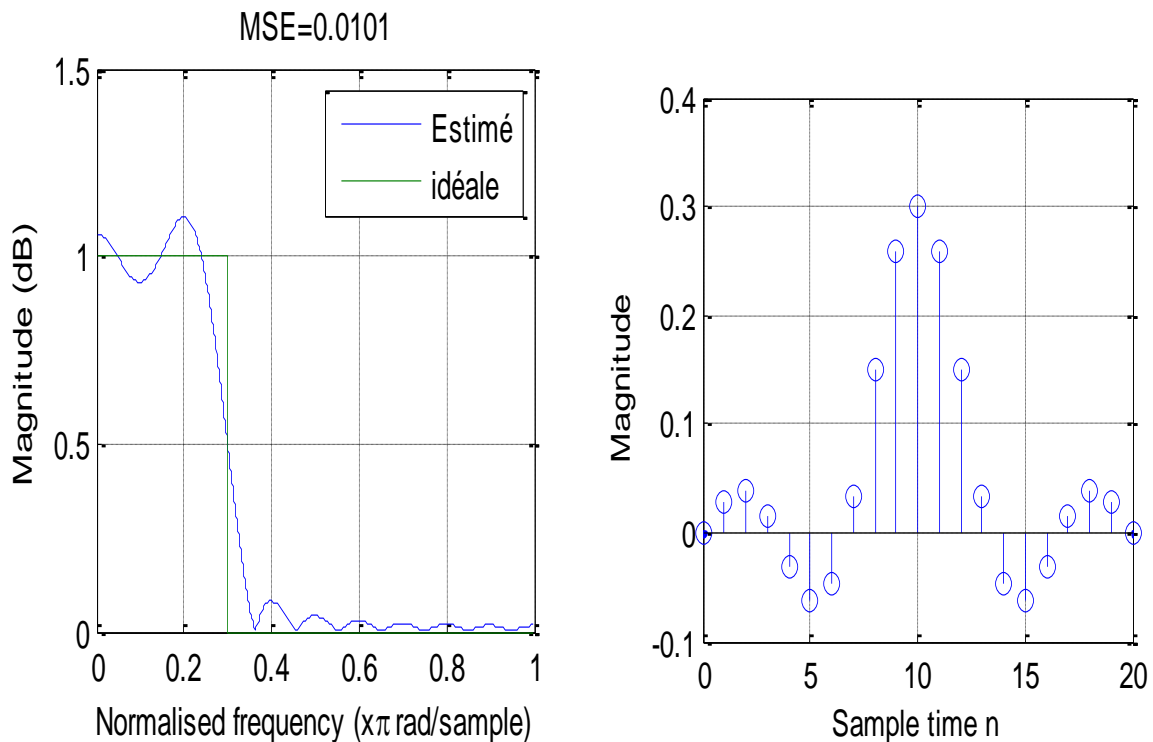 MSE=0.0101
1.5
1
0.5
0
Magnitude (dB)
Estimé
idéale
0 0.2 0.4 0.6 0.8 1
Normalised frequency (xπ rad/sample)
0.4
0.3
0.2
0.1
0
-0.1
Magnitude
0 5 10 15 20
Sample time n